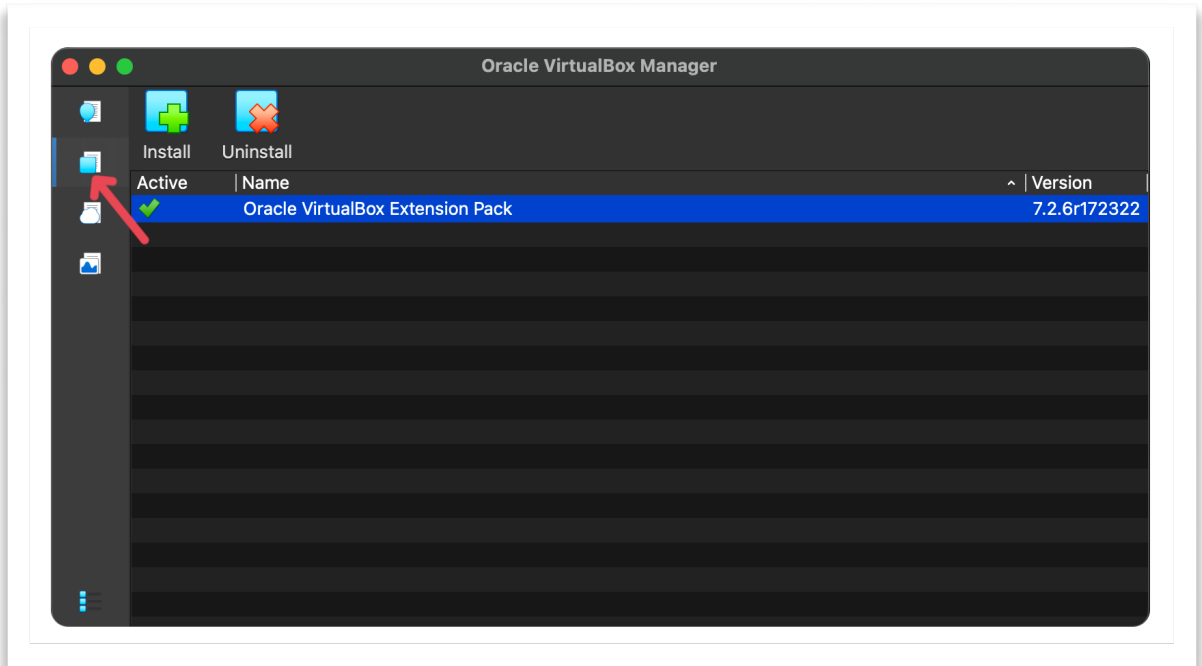 Oracle VirtualBox Manager
Install Uninstall
Active Name Version
Oracle VirtualBox Extension Pack 7.2.6r172322